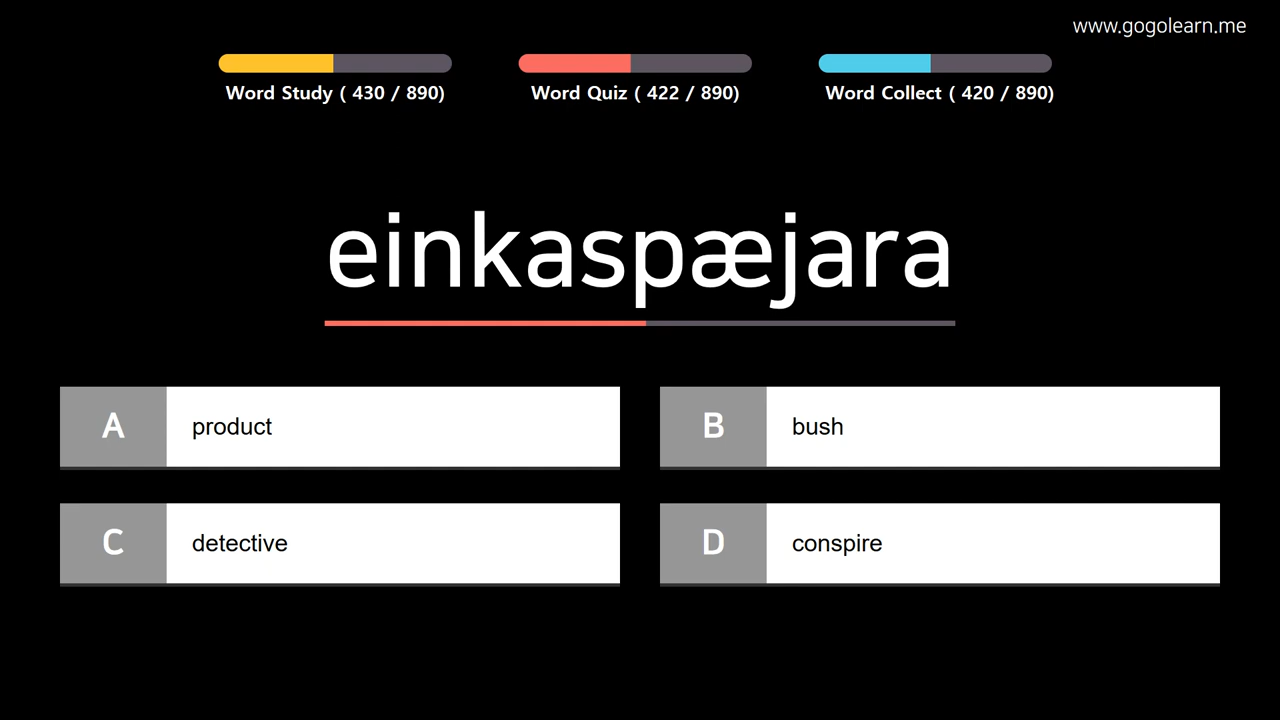 www.gogolearn.me
Word Study ( 430 / 890)
Word Quiz ( 422 / 890)
Word Collect ( 420 / 890)
einkaspæjara
A product
B bush
C detective
D conspire